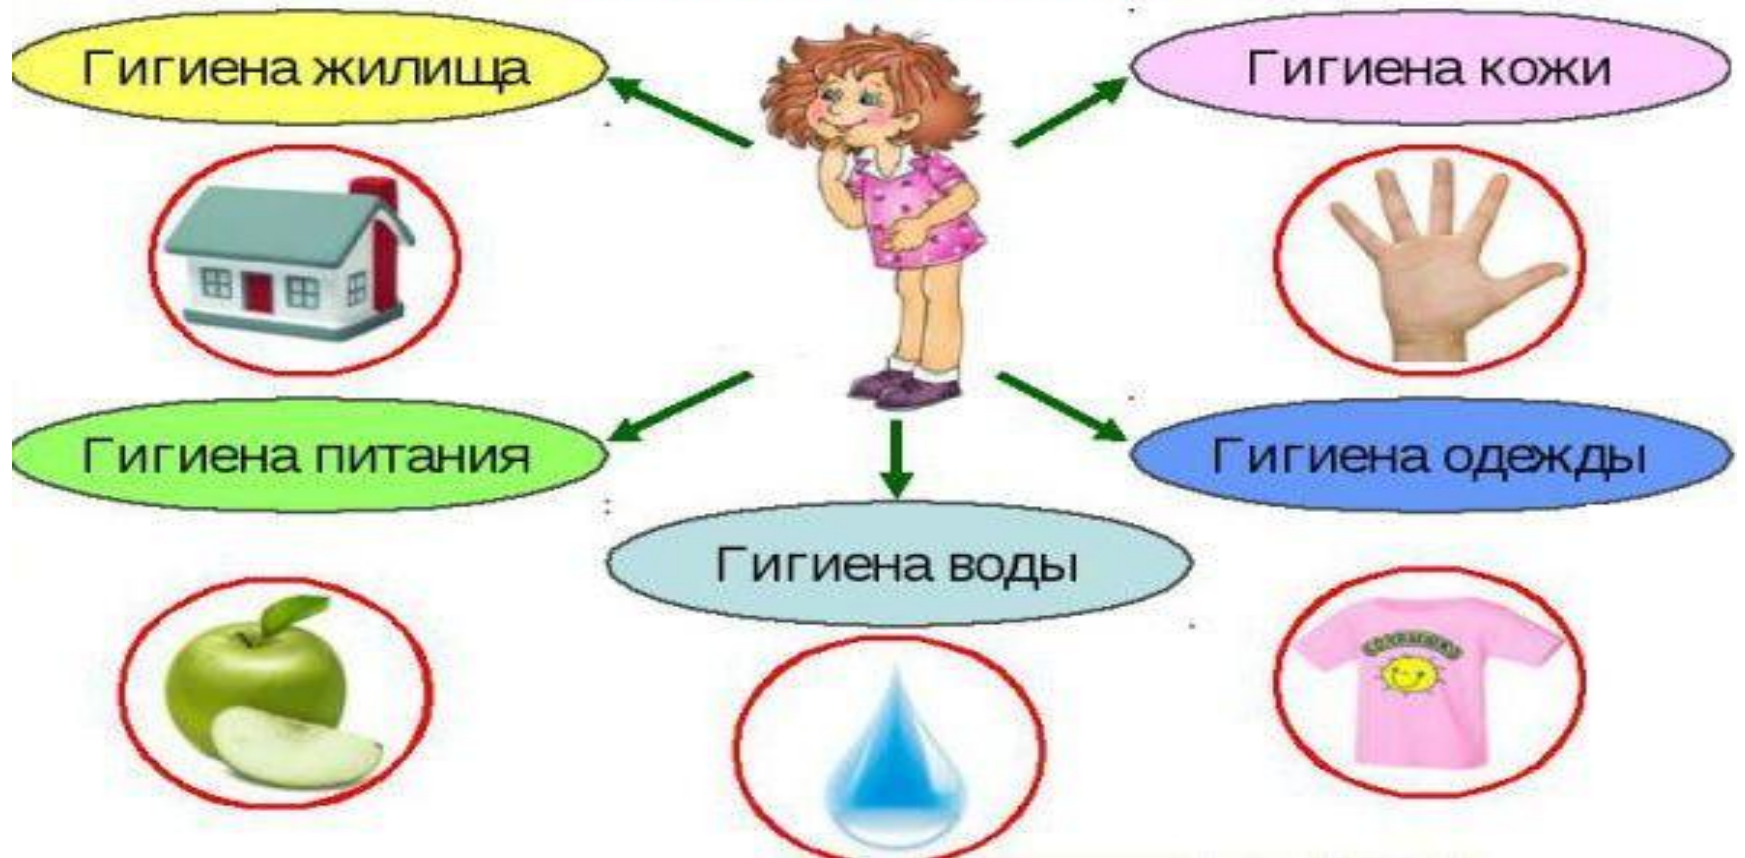 Гигиена жилища
Гигиена кожи
Гигиена питания
Гигиена одежды
Гигиена воды